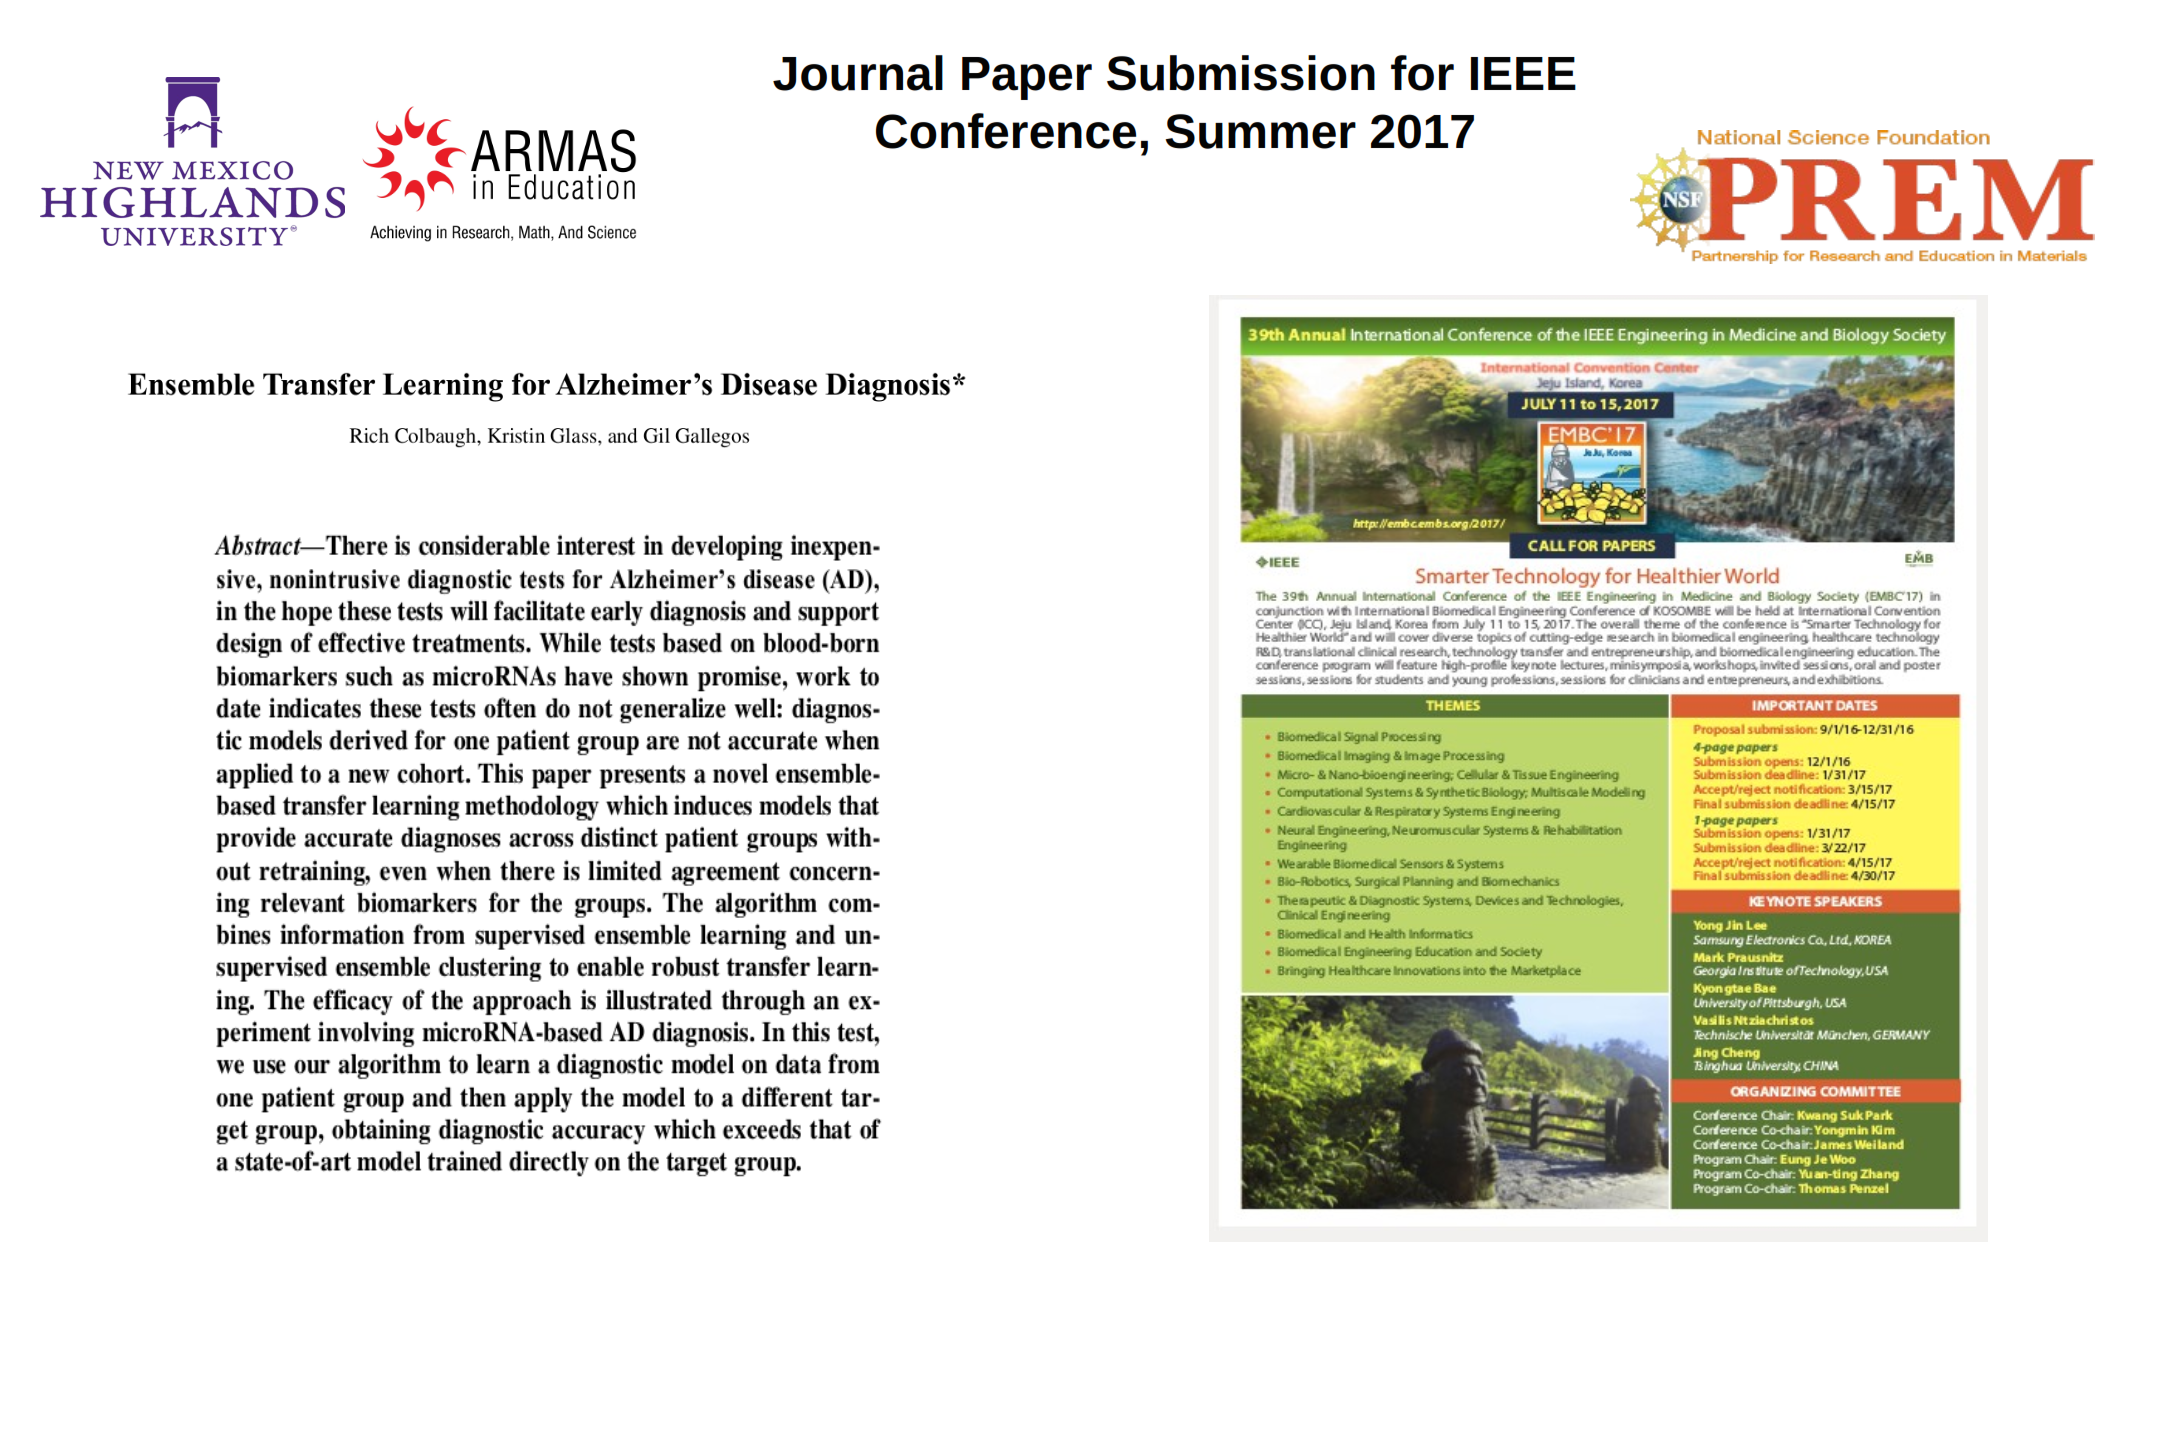 Journal Paper Submission for IEEE
Conference, Summer 2017
NEW MEXICO
HIGHLANDS
UNIVERSITY®
ARMAS
in Education
Achieving in Research, Math, And Science
National Science Foundation
NSF
PREM
Partnership for Research and Education in Materials
Ensemble Transfer Learning for Alzheimer's Disease Diagnosis*
Rich Colbaugh, Kristin Glass, and Gil Gallegos
Abstract—There is considerable interest in developing inexpen-
sive, nonintrusive diagnostic tests for Alzheimer's disease (AD),
in the hope these tests will facilitate early diagnosis and support
design of effective treatments. While tests based on blood-born
biomarkers such as microRNAs have shown promise, work to
date indicates these tests often do not generalize well: diagnos-
tic models derived for one patient group are not accurate when
applied to a new cohort. This paper presents a novel ensemble-
based transfer learning methodology which induces models that
provide accurate diagnoses across distinct patient groups with-
out retraining, even when there is limited agreement concern-
ing relevant biomarkers for the groups. The algorithm com-
bines information from supervised ensemble learning and un-
supervised ensemble clustering to enable robust transfer learn-
ing. The efficacy of the approach is illustrated through an ex-
periment involving microRNA-based AD diagnosis. In this test,
we use our algorithm to learn a diagnostic model on data from
one patient group and then apply the model to a different tar-
get group, obtaining diagnostic accuracy which exceeds that of
a state-of-art model trained directly on the target group.
39th Annual International Conference of the IEEE Engineering in Medicine and Biology Society
International Convention Center
Jeju Island, Korea
JULY 11 to 15, 2017
EMBC'17
JeJu, Korea
http://embc.embs.org/2017/
CALL FOR PAPERS
IEEE
EMB
Smarter Technology for Healthier World
The 39th Annual International Conference of the IEEE Engineering in Medicine and Biology Society (EMBC'17) in
conjunction with International Biomedical Engineering Conference of KOSOMBE will be held at International Convention
Center (ICC), Jeju Island, Korea from July 11 to 15, 2017. The overall theme of the conference is "Smarter Technology for
Healthier World" and will cover diverse topics of cutting-edge research in biomedical engineering, healthcare technology
R&D, translational clinical research, technology transfer and entrepreneurship, and biomedical engineering education. The
conference program will feature high-profile keynote lectures, minisymposia, workshops, invited sessions, oral and poster
sessions, sessions for students and young professions, sessions for clinicians and entrepreneurs, and exhibitions.
THEMES
• Biomedical Signal Processing
• Biomedical Imaging & Image Processing
• Micro- & Nano-bioengineering; Cellular & Tissue Engineering
• Computational Systems & Synthetic Biology; Multiscale Modeling
• Cardiovascular & Respiratory Systems Engineering
• Neural Engineering, Neuromuscular Systems & Rehabilitation
Engineering
• Wearable Biomedical Sensors & Systems
• Bio-Robotics, Surgical Planning and Biomechanics
• Therapeutic & Diagnostic Systems, Devices and Technologies,
Clinical Engineering
• Biomedical and Health Informatics
• Biomedical Engineering Education and Society
• Bringing Healthcare Innovations into the Marketplace
IMPORTANT DATES
Proposal submission: 9/1/16-12/31/16
4-page papers
Submission opens: 12/1/16
Submission deadline: 1/31/17
Accept/reject notification: 3/15/17
Final submission deadline: 4/15/17
1-page papers
Submission opens: 1/31/17
Submission deadline: 3/22/17
Accept/reject notification: 4/15/17
Final submission deadline: 4/30/17
KEYNOTE SPEAKERS
Yong Jin Lee
Samsung Electronics Co., Ltd., KOREA
Mark Prausnitz
Georgia Institute of Technology, USA
Kyongtae Bae
University of Pittsburgh, USA
Vasilis Ntziachristos
Technische Universität München, GERMANY
Jing Cheng
Tsinghua University, CHINA
ORGANIZING COMMITTEE
Conference Chair: Kwang Suk Park
Conference Co-chair: Yongmin Kim
Conference Co-chair: James Weiland
Program Chair: Eung Je Woo
Program Co-chair: Yuan-ting Zhang
Program Co-chair: Thomas Penzel